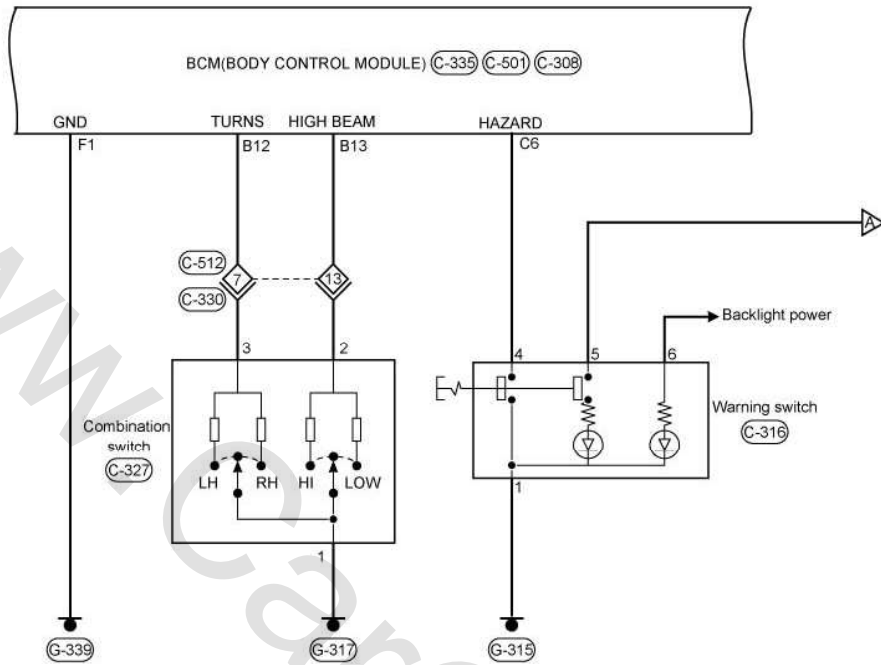 BCM(BODY CONTROL MODULE) C-335 C-501 C-308
GND TURNS HIGH BEAM HAZARD
F1 B12 B13 C6
A
C-512
7 13
C-330
Backlight power
3 2 4 5 6
Combination
switch
C-327
LH RH HI LOW
Warning switch
C-316
1 1
G-339 G-317 G-315